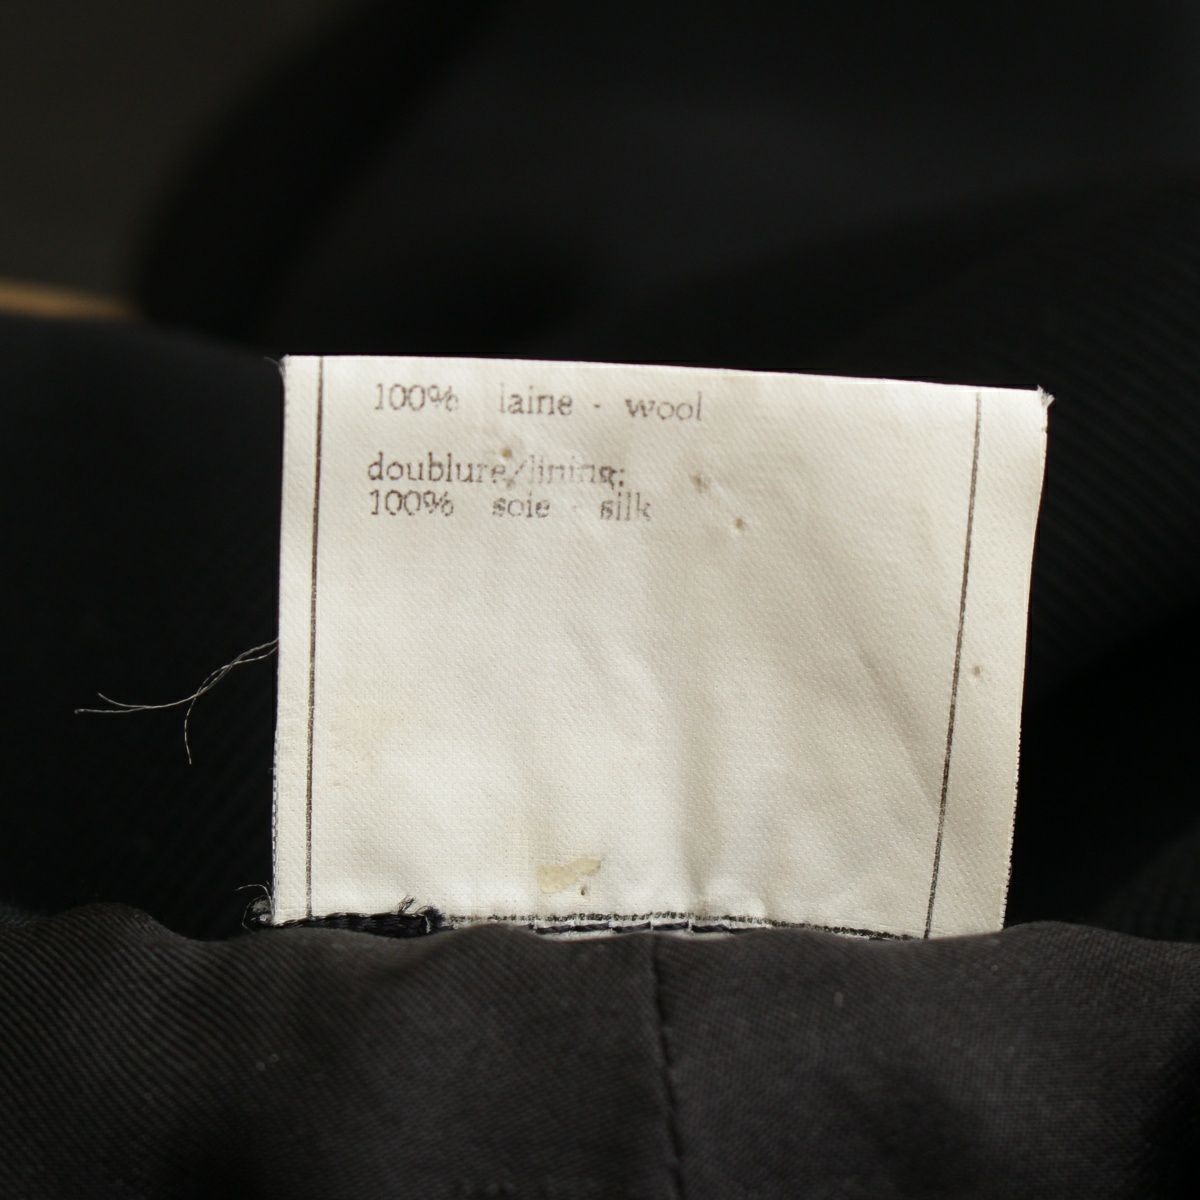 100% laine - wool
doublure/lining:
100% soie - silk